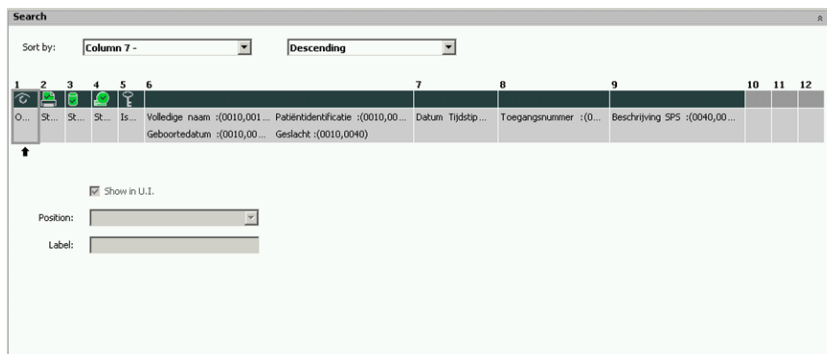 Search
Sort by: Column 7 - Descending
1 2 3 4 5 6 7 8 9 10 11 12
O... St... St... St... Is... Volledige naam :(0010,001... Patiëntidentificatie :(0010,00... Datum Tijdstip... Toegangsnummer :(0... Beschrijving SPS :(0040,00...
Geboortedatum :(0010,00... Geslacht :(0010,0040)
Show in U.I.
Position:
Label: